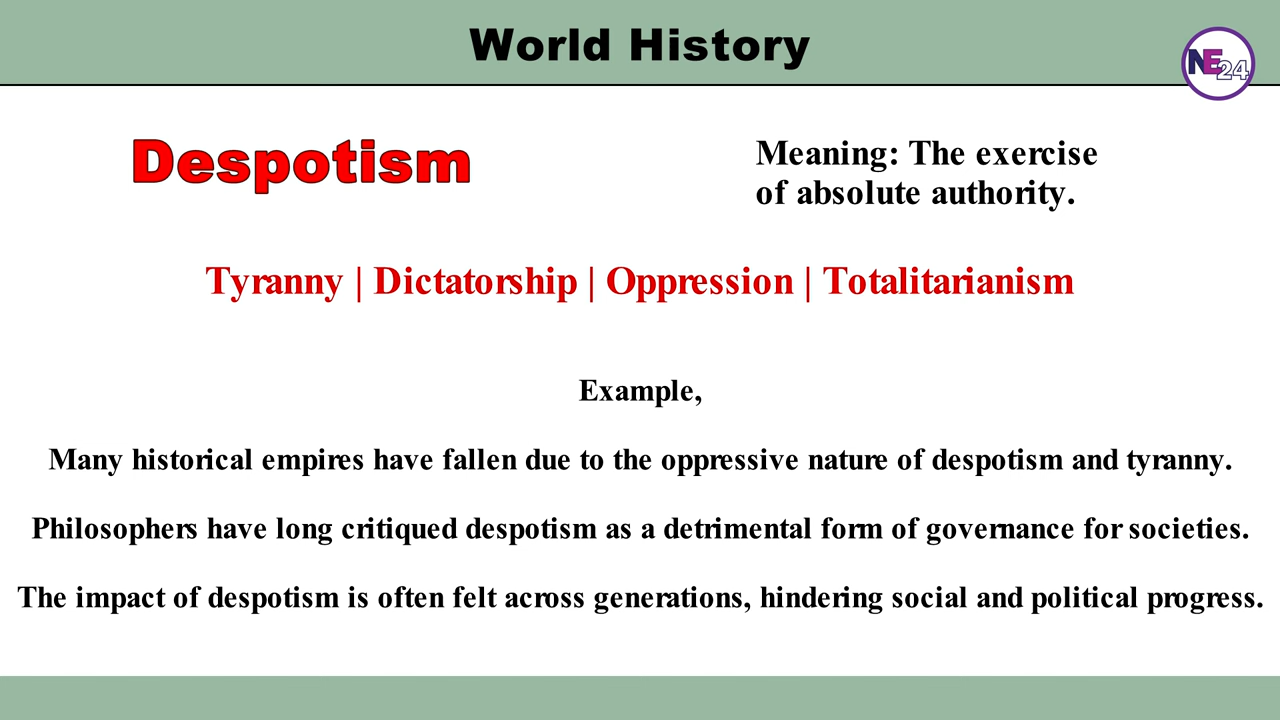 World History
NE24
Despotism
Meaning: The exercise
of absolute authority.
Tyranny | Dictatorship | Oppression | Totalitarianism
Example,
Many historical empires have fallen due to the oppressive nature of despotism and tyranny.
Philosophers have long critiqued despotism as a detrimental form of governance for societies.
The impact of despotism is often felt across generations, hindering social and political progress.